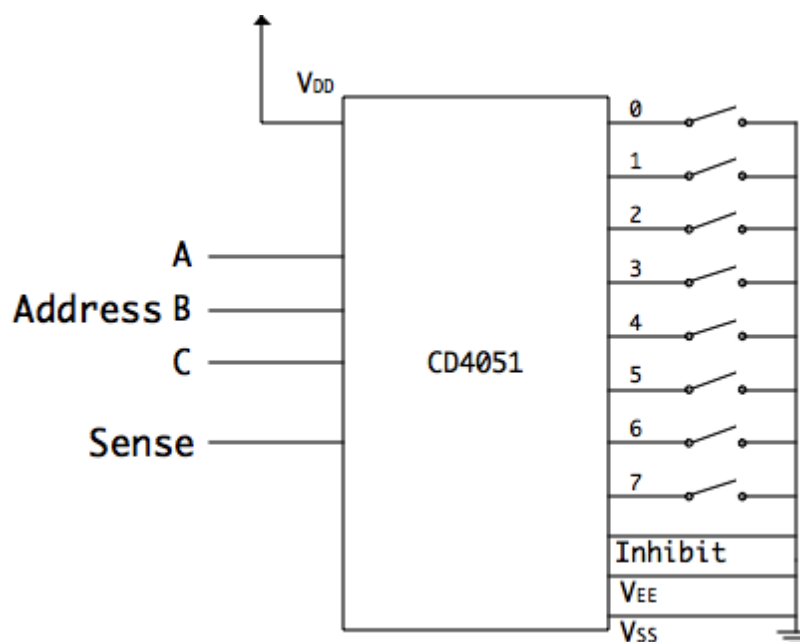 VDD
0
1
2
A
3
Address B
4
C
CD4051
5
Sense
6
7
Inhibit
VEE
VSS